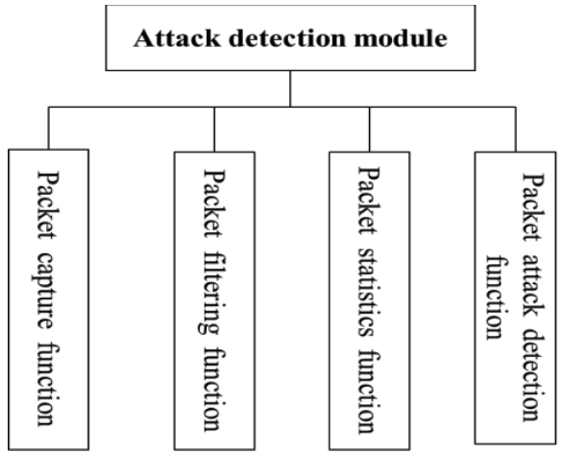 Attack detection module
Packet capture function
Packet filtering function
Packet statistics function
Packet attack detection
function